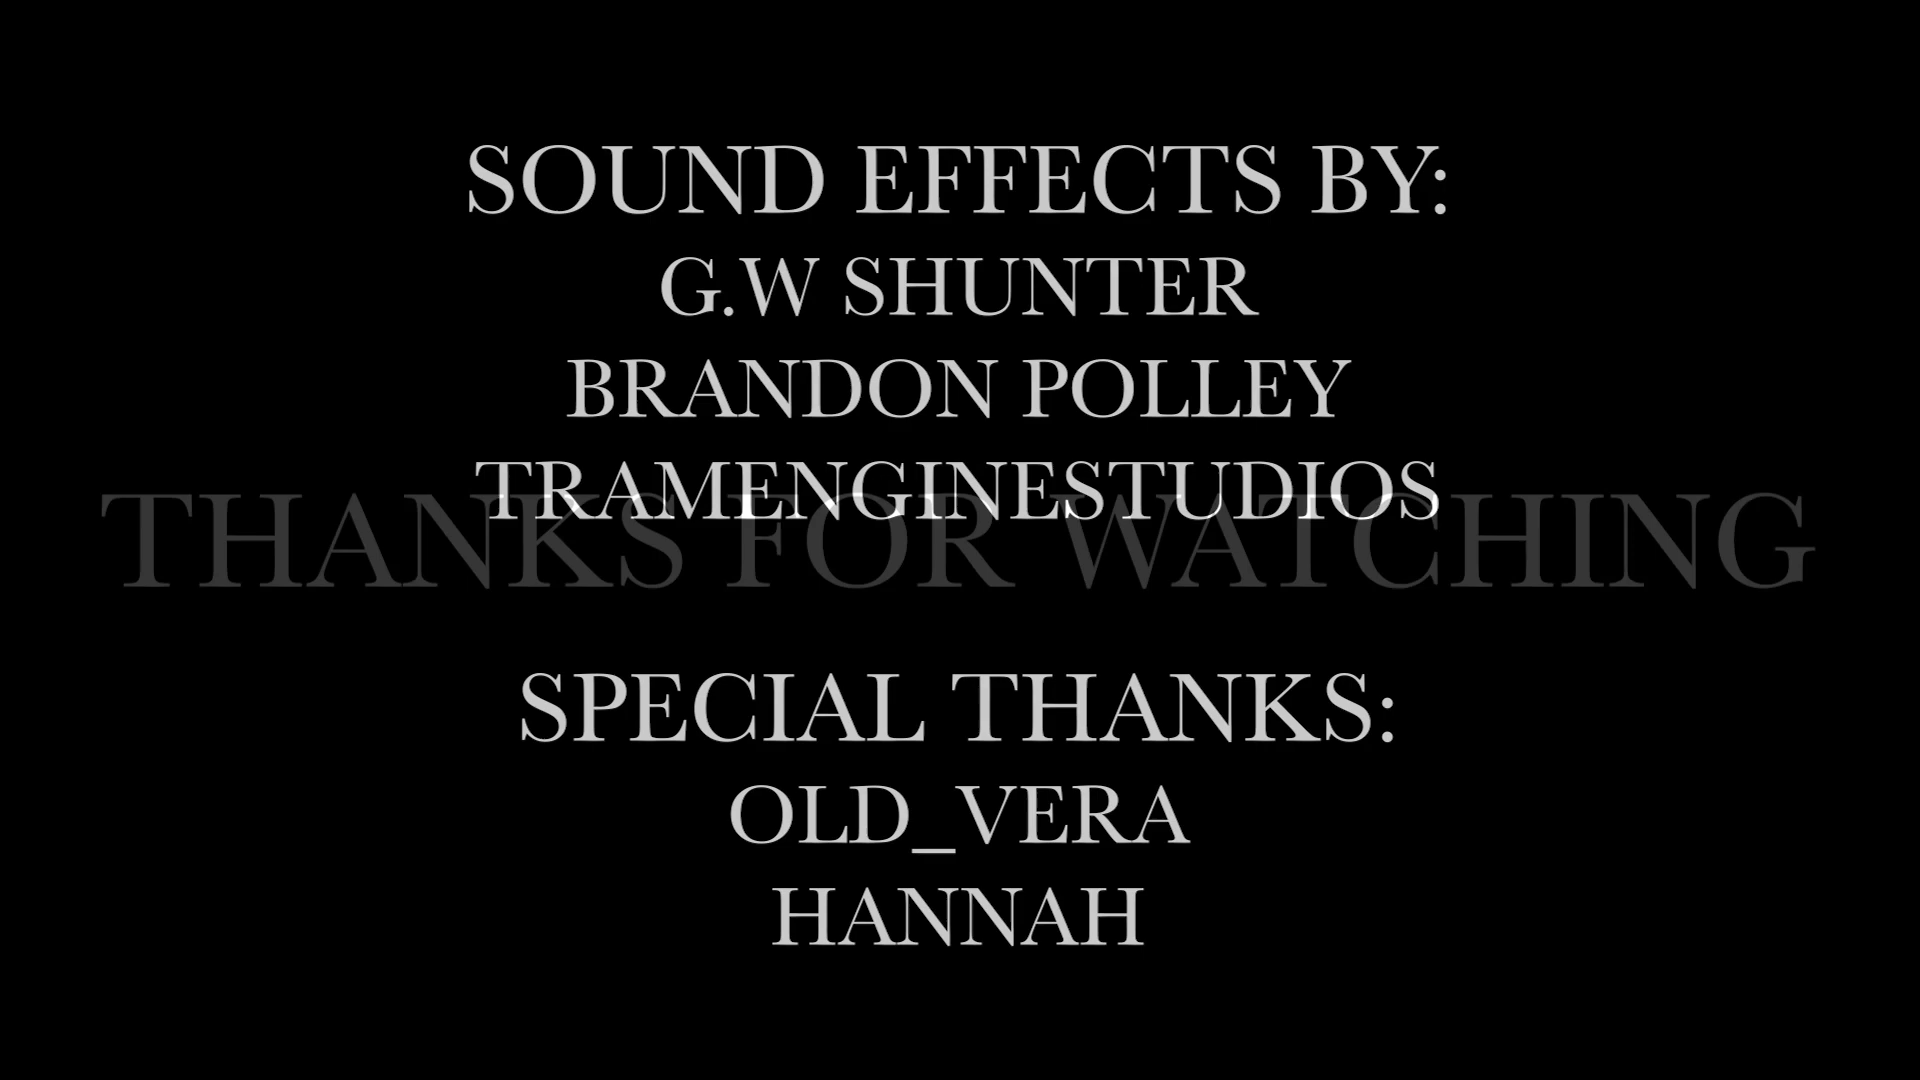 SOUND EFFECTS BY:
G.W SHUNTER
BRANDON POLLEY
TRAMENGINESTUDIOS
THANKS FOR WATCHING
SPECIAL THANKS:
OLD_VERA
HANNAH